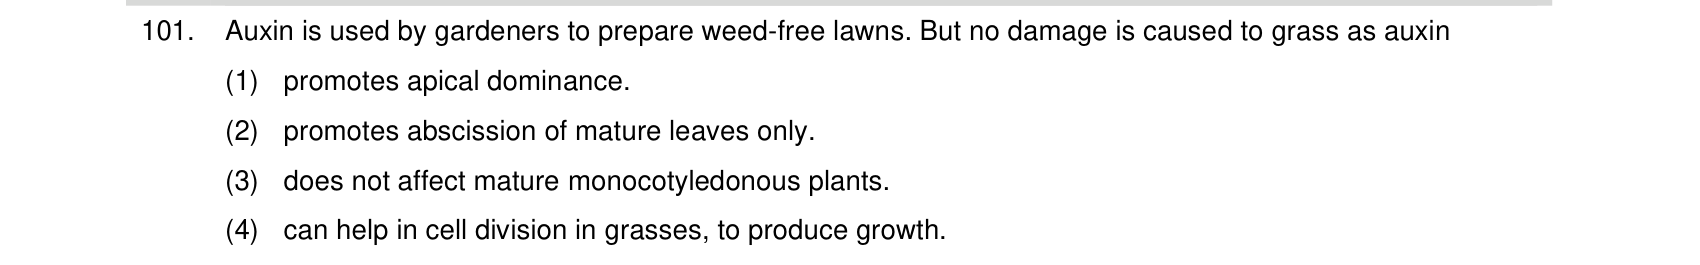 101. Auxin is used by gardeners to prepare weed-free lawns. But no damage is caused to grass as auxin
(1) promotes apical dominance.
(2) promotes abscission of mature leaves only.
(3) does not affect mature monocotyledonous plants.
(4) can help in cell division in grasses, to produce growth.